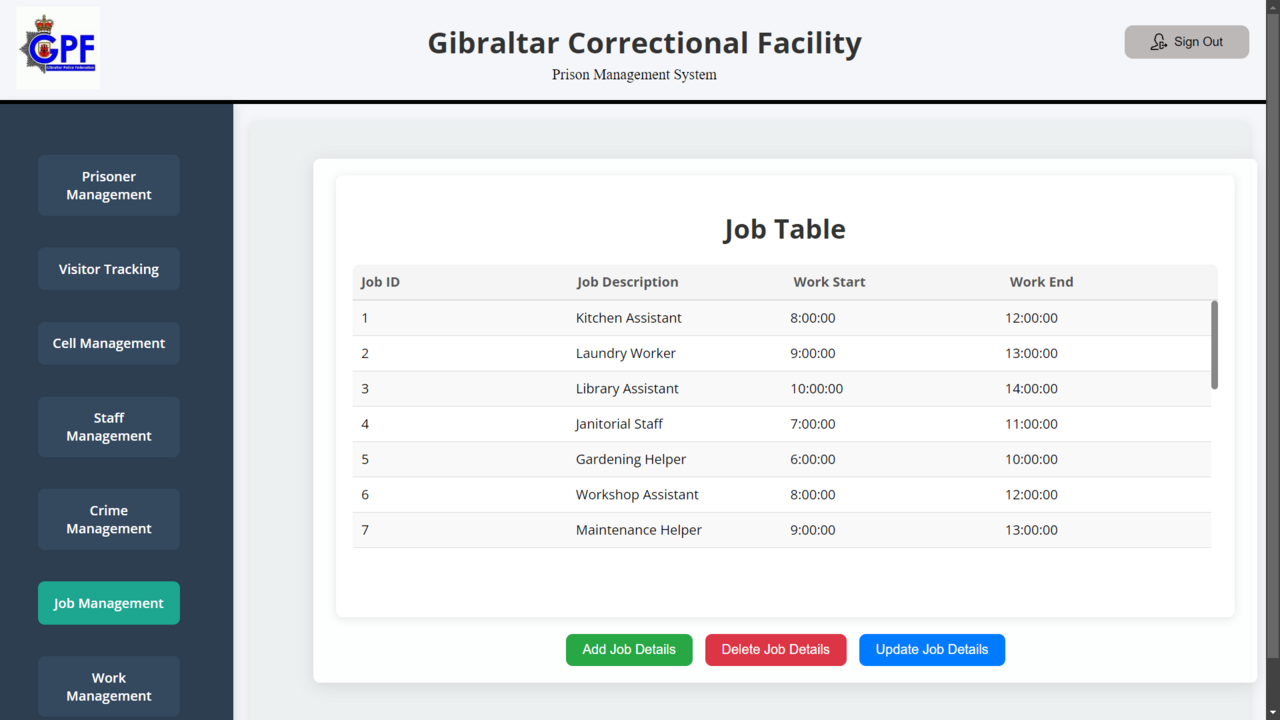 GPF
Gibraltar Police Federation
Gibraltar Correctional Facility
Prison Management System
Sign Out
Prisoner
Management
Visitor Tracking
Cell Management
Staff
Management
Crime
Management
Job Management
Work
Management
Job Table
Job ID Job Description Work Start Work End
1 Kitchen Assistant 8:00:00 12:00:00
2 Laundry Worker 9:00:00 13:00:00
3 Library Assistant 10:00:00 14:00:00
4 Janitorial Staff 7:00:00 11:00:00
5 Gardening Helper 6:00:00 10:00:00
6 Workshop Assistant 8:00:00 12:00:00
7 Maintenance Helper 9:00:00 13:00:00
Add Job Details Delete Job Details Update Job Details